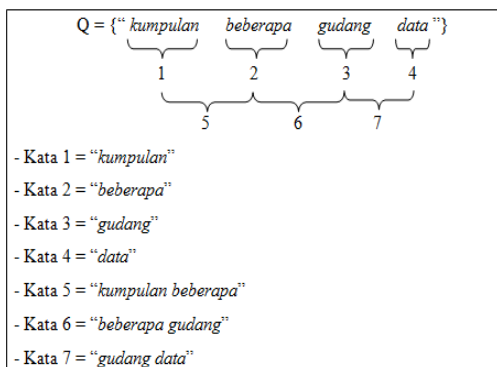 Q = {“ kumpulan beberapa gudang data ”}
1 2 3 4
5 6 7
- Kata 1 = “kumpulan”
- Kata 2 = “beberapa”
- Kata 3 = “gudang”
- Kata 4 = “data”
- Kata 5 = “kumpulan beberapa”
- Kata 6 = “beberapa gudang”
- Kata 7 = “gudang data”